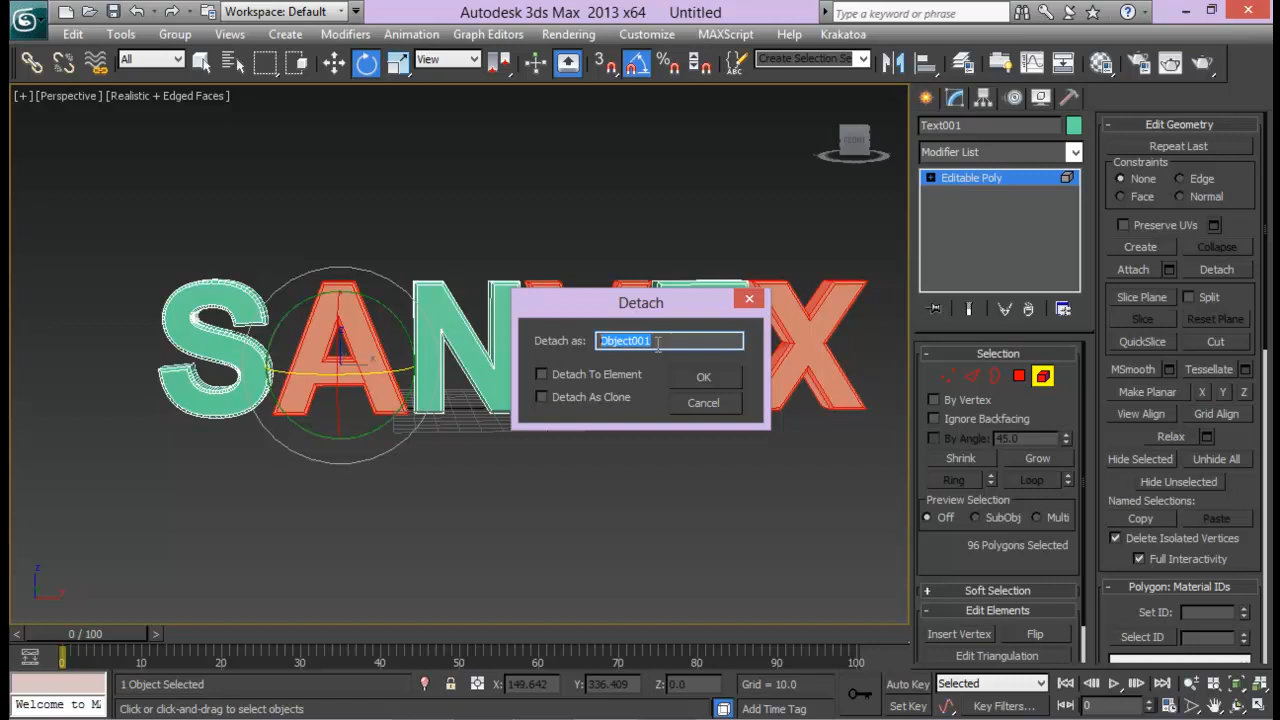 Workspace: Default
Autodesk 3ds Max 2013 x64 Untitled
Type a keyword or phrase
Edit Tools Group Views Create Modifiers Animation Graph Editors Rendering Customize MAXScript Help Krakatoa
All
View
3
Create Selection Se
[+] [Perspective] [Realistic + Edged Faces]
FRONT
SAN
X
Detach
Detach as: Object001
Detach To Element
OK
Detach As Clone
Cancel
x
z
Text001
Modifier List
Editable Poly
Selection
By Vertex
Ignore Backfacing
By Angle: 45.0
Shrink Grow
Ring Loop
Preview Selection
Off SubObj Multi
96 Polygons Selected
Soft Selection
Edit Elements
Insert Vertex Flip
Edit Triangulation
Edit Geometry
Repeat Last
Constraints
None Edge
Face Normal
Preserve UVs
Create Collapse
Attach Detach
Slice Plane Split
Slice Reset Plane
QuickSlice Cut
MSmooth Tessellate
Make Planar X Y Z
View Align Grid Align
Relax
Hide Selected Unhide All
Hide Unselected
Named Selections:
Copy Paste
Delete Isolated Vertices
Full Interactivity
Polygon: Material IDs
Set ID:
Select ID
< 0 / 100 >
0 10 20 30 40 50 60 70 80 90 100
1 Object Selected
X: 149.642 Y: 336.409 Z: 0.0
Grid = 10.0
Auto Key Selected
Welcome to MA
Click or click-and-drag to select objects
Add Time Tag
Set Key Key Filters...
0